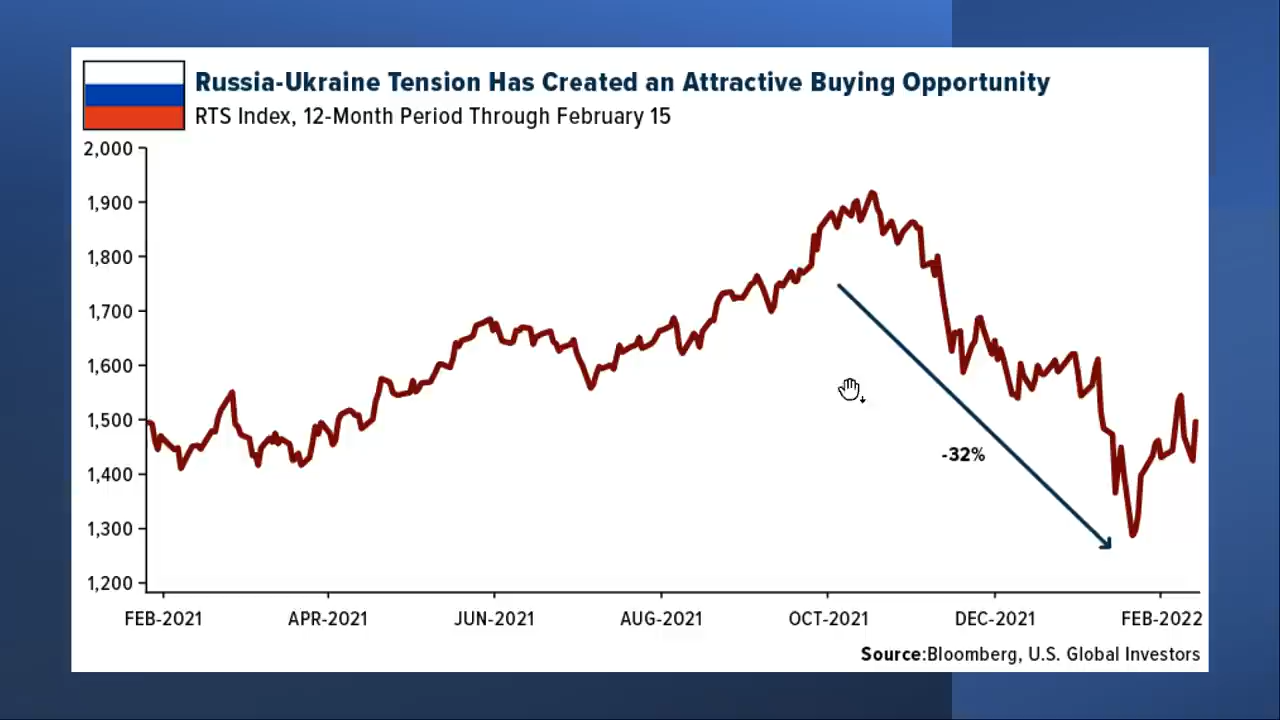 Russia-Ukraine Tension Has Created an Attractive Buying Opportunity
RTS Index, 12-Month Period Through February 15
2,000
1,900
1,800
1,700
1,600
1,500
1,400
1,300
1,200
-32%
FEB-2021 APR-2021 JUN-2021 AUG-2021 OCT-2021 DEC-2021 FEB-2022
Source:Bloomberg, U.S. Global Investors